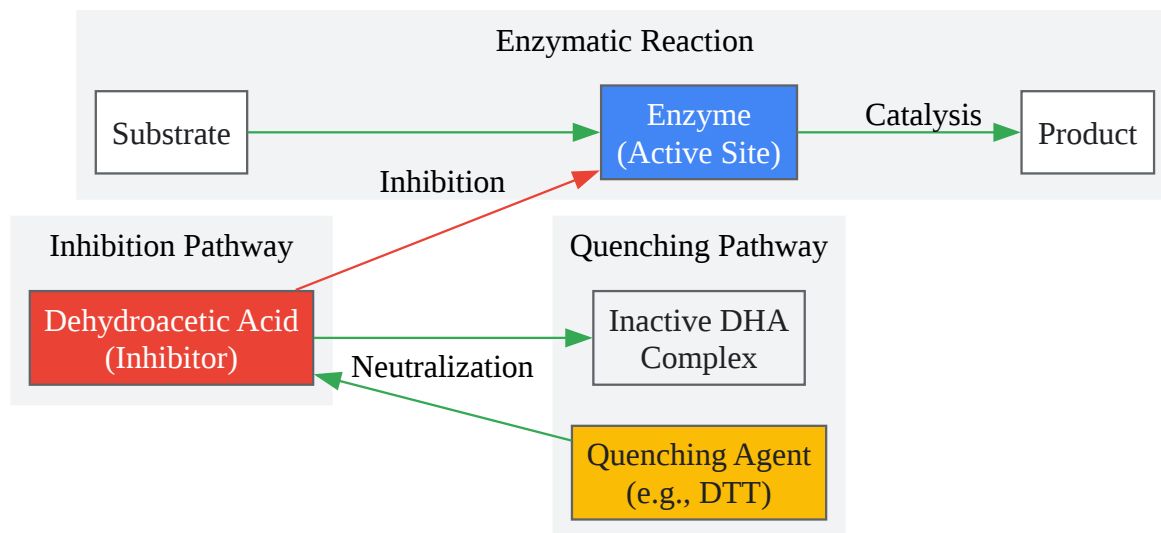 Enzymatic Reaction
Substrate
Enzyme
(Active Site)
Catalysis
Product
Inhibition
Inhibition Pathway
Dehydroacetic Acid
(Inhibitor)
Quenching Pathway
Inactive DHA
Complex
Neutralization
Quenching Agent
(e.g., DTT)